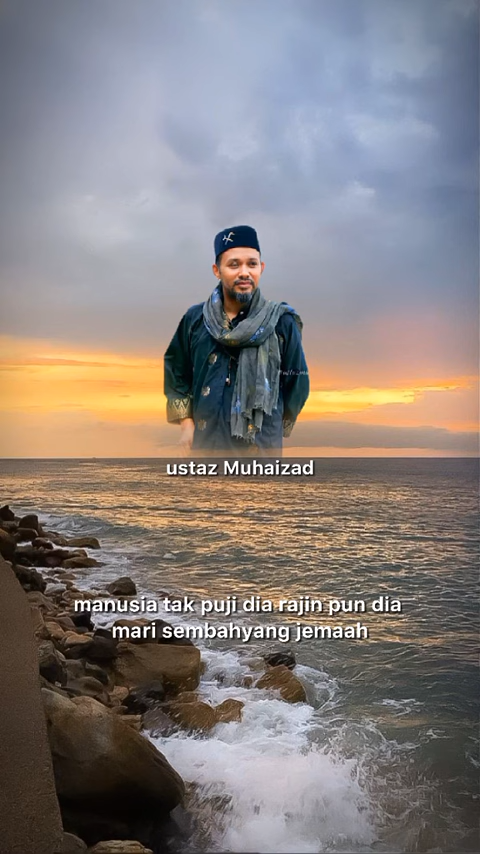 ustaz Muhaizad
manusia tak puji dia rajin pun dia
mari sembahyang jemaah